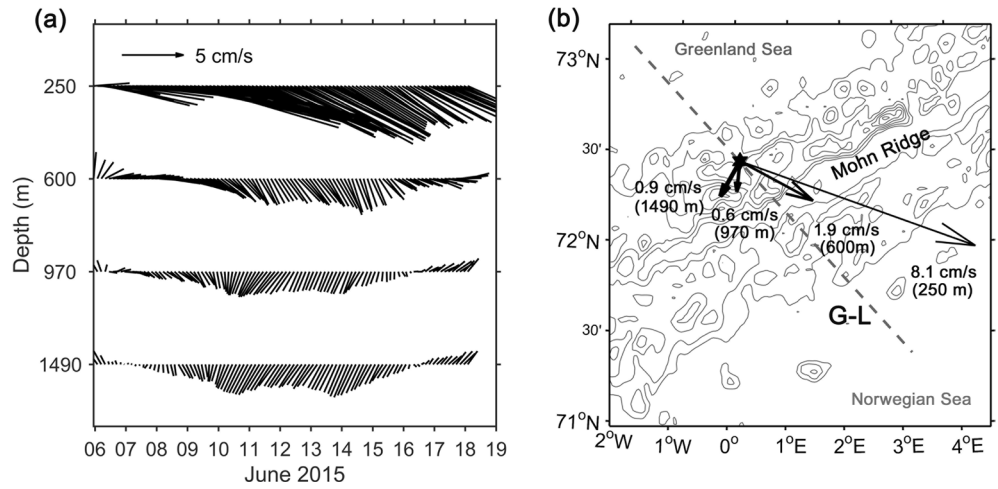 (a)
5 cm/s
250
600
970
1490
Depth (m)
06 07 08 09 10 11 12 13 14 15 16 17 18 19
June 2015
(b)
73°N
30'
72°N
30'
71°N
2°W 1°W 0° 1°E 2°E 3°E 4°E
Greenland Sea
Mohn Ridge
0.9 cm/s
(1490 m)
0.6 cm/s
(970 m)
1.9 cm/s
(600m)
8.1 cm/s
(250 m)
G-L
Norwegian Sea